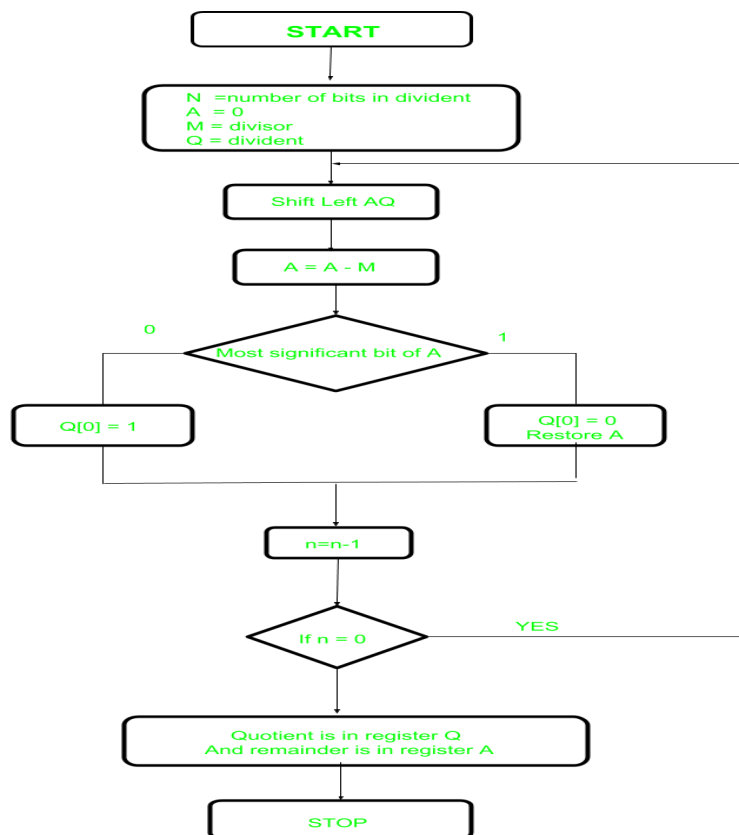 START
N =number of bits in divident
A = 0
M = divisor
Q = divident
Shift Left AQ
A = A - M
0
Most significant bit of A
1
Q[0] = 1
Q[0] = 0
Restore A
n=n-1
If n = 0
YES
Quotient is in register Q
And remainder is in register A
STOP